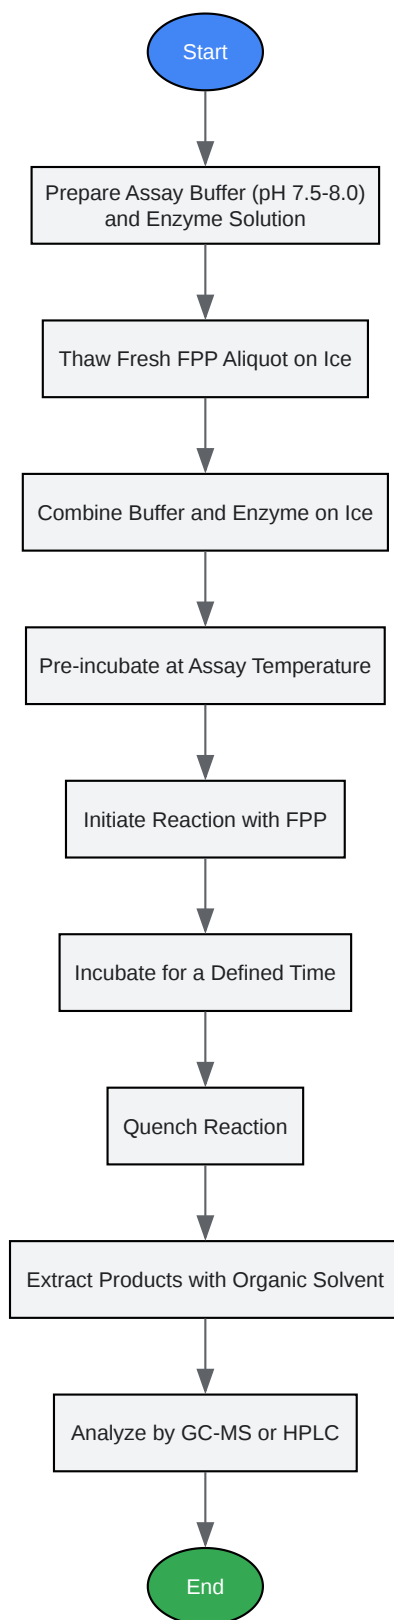 Start
Prepare Assay Buffer (pH 7.5-8.0)
and Enzyme Solution
Thaw Fresh FPP Aliquot on Ice
Combine Buffer and Enzyme on Ice
Pre-incubate at Assay Temperature
Initiate Reaction with FPP
Incubate for a Defined Time
Quench Reaction
Extract Products with Organic Solvent
Analyze by GC-MS or HPLC
End